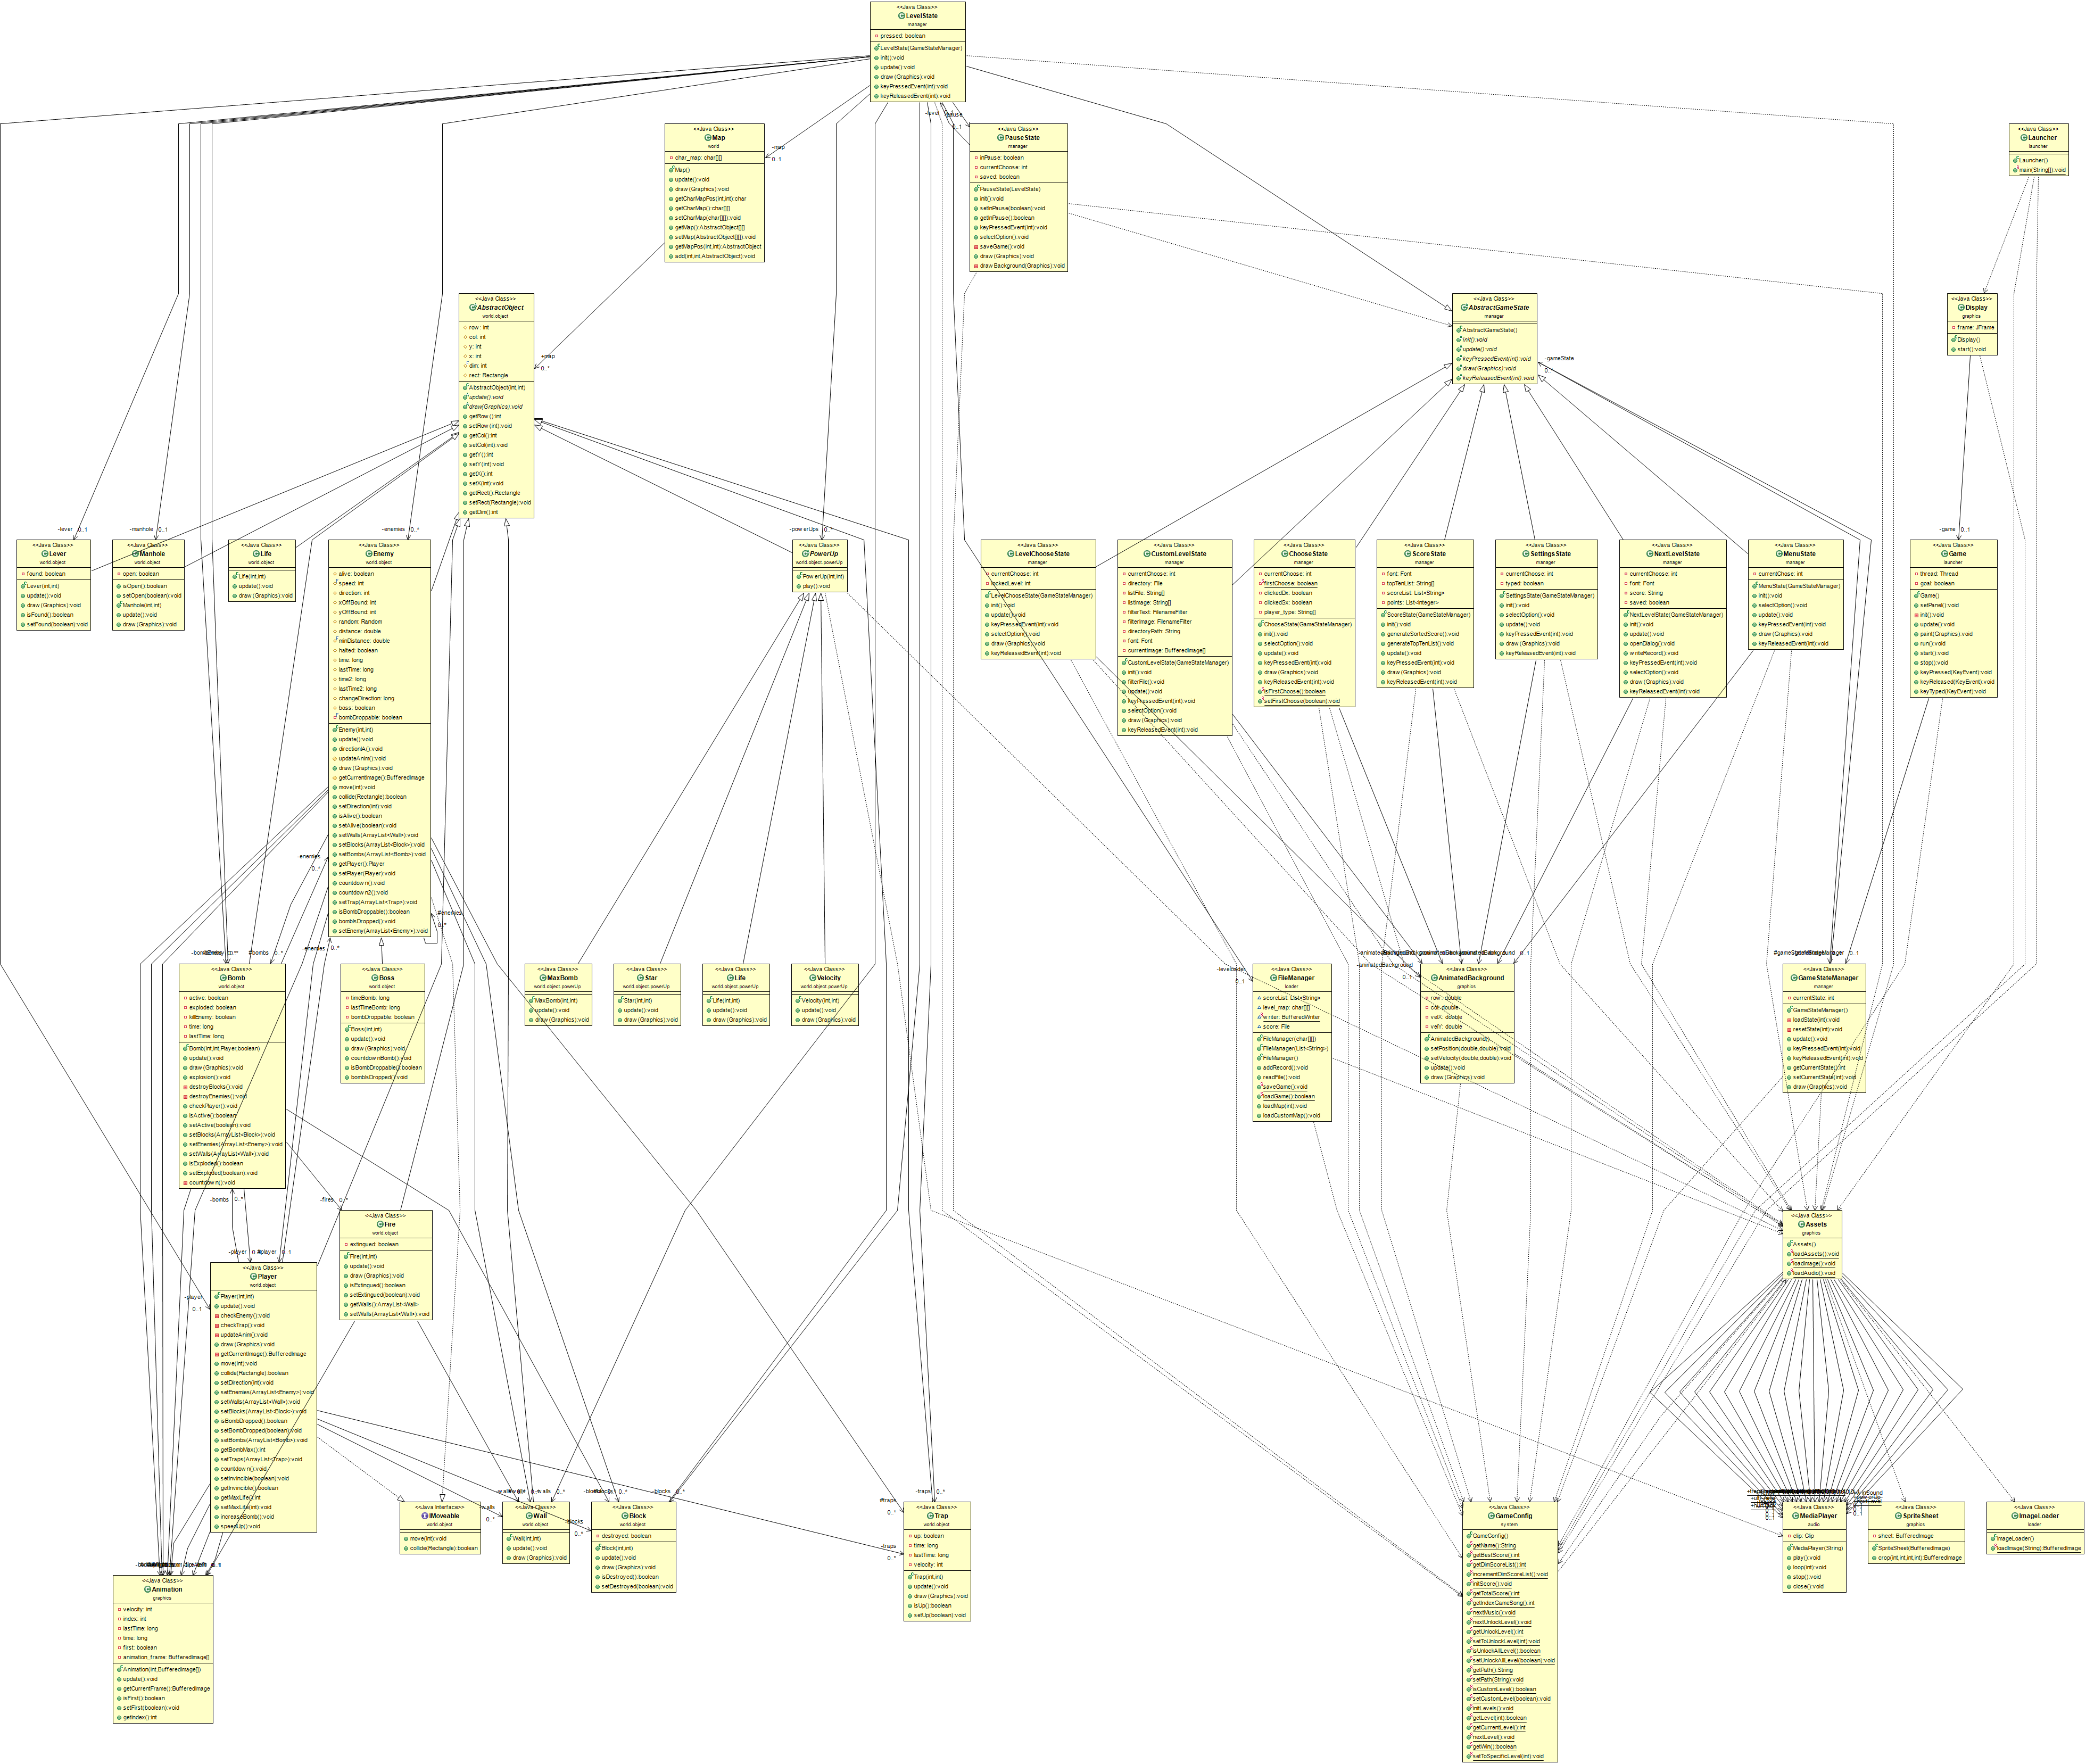 <<Java Class>>
LevelState
manager
pressed: boolean
LevelState(GameStateManager)
init():void
update():void
draw(Graphics):void
keyPressedEvent(int):void
keyReleasedEvent(int):void
<<Java Class>>
Map
world
char_map: char[][]
Map()
update():void
draw(Graphics):void
getCharMapPos(int,int):char
getCharMap():char[][]
setCharMap(char[][]):void
getMap():AbstractObject[][]
setMap(AbstractObject[][]):void
getMapPos(int,int):AbstractObject
add(int,int,AbstractObject):void
<<Java Class>>
PauseState
manager
inPause: boolean
currentChoose: int
saved: boolean
PauseState(LevelState)
init():void
setInPause(boolean):void
getInPause():boolean
keyPressedEvent(int):void
selectOption():void
saveGame():void
draw(Graphics):void
drawBackground(Graphics):void
<<Java Class>>
Launcher
launcher
Launcher()
main(String[]):void
<<Java Class>>
AbstractObject
world.object
row: int
col: int
y: int
x: int
dim: int
rect: Rectangle
AbstractObject(int,int)
update():void
draw(Graphics):void
getRow():int
setRow(int):void
getCol():int
setCol(int):void
getY():int
setY(int):void
getX():int
setX(int):void
getRect():Rectangle
setRect(Rectangle):void
getDim():int
<<Java Class>>
AbstractGameState
manager
AbstractGameState()
init():void
update():void
keyPressedEvent(int):void
draw(Graphics):void
keyReleasedEvent(int):void
<<Java Class>>
Display
graphics
frame: JFrame
Display()
start():void
<<Java Class>>
Lever
world.object
found: boolean
Lever(int,int)
update():void
draw(Graphics):void
isFound():boolean
setFound(boolean):void
<<Java Class>>
Manhole
world.object
open: boolean
isOpen():boolean
setOpen(boolean):void
Manhole(int,int)
update():void
draw(Graphics):void
<<Java Class>>
Life
world.object
Life(int,int)
update():void
draw(Graphics):void
<<Java Class>>
Enemy
world.object
alive: boolean
speed: int
direction: int
xOffBound: int
yOffBound: int
random: Random
distance: double
minDistance: double
halted: boolean
time: long
lastTime: long
time2: long
lastTime2: long
changeDirection: long
boss: boolean
bombDroppable: boolean
Enemy(int,int)
update():void
directionIA():void
updateAnim():void
draw(Graphics):void
getCurrentImage():BufferedImage
move(int):void
collide(Rectangle):boolean
setDirection(int):void
isAlive():boolean
setAlive(boolean):void
setWalls(ArrayList<Wall>):void
setBlocks(ArrayList<Block>):void
setBombs(ArrayList<Bomb>):void
getPlayer():Player
setPlayer(Player):void
countdown():void
countdown2():void
setTrap(ArrayList<Trap>):void
isBombDroppable():boolean
bombIsDropped():void
setEnemy(ArrayList<Enemy>):void
<<Java Class>>
PowerUp
world.object.powerUp
PowerUp(int,int)
play():void
<<Java Class>>
LevelChooseState
manager
currentChoose: int
lockedLevel: int
LevelChooseState(GameStateManager)
init():void
update():void
keyPressedEvent(int):void
selectOption():void
draw(Graphics):void
keyReleasedEvent(int):void
<<Java Class>>
CustomLevelState
manager
currentChoose: int
directory: File
listFile: String[]
listImage: String[]
filterText: FilenameFilter
filterImage: FilenameFilter
directoryPath: String
font: Font
currentImage: BufferedImage[]
CustomLevelState(GameStateManager)
init():void
filterFile():void
update():void
keyPressedEvent(int):void
selectOption():void
draw(Graphics):void
keyReleasedEvent(int):void
<<Java Class>>
ChooseState
manager
currentChoose: int
firstChoose: boolean
clickedDx: boolean
clickedSx: boolean
player_type: String[]
ChooseState(GameStateManager)
init():void
selectOption():void
update():void
keyPressedEvent(int):void
draw(Graphics):void
keyReleasedEvent(int):void
isFirstChoose():boolean
setFirstChoose(boolean):void
<<Java Class>>
ScoreState
manager
font: Font
topTenList: String[]
scoreList: List<String>
points: List<Integer>
ScoreState(GameStateManager)
init():void
generateSortedScore():void
generateTopTenList():void
update():void
keyPressedEvent(int):void
draw(Graphics):void
keyReleasedEvent(int):void
<<Java Class>>
SettingsState
manager
currentChoose: int
typed: boolean
SettingsState(GameStateManager)
init():void
selectOption():void
update():void
keyPressedEvent(int):void
draw(Graphics):void
keyReleasedEvent(int):void
<<Java Class>>
NextLevelState
manager
currentChoose: int
font: Font
score: String
saved: boolean
NextLevelState(GameStateManager)
init():void
update():void
openDialog():void
writeRecord():void
keyPressedEvent(int):void
selectOption():void
draw(Graphics):void
keyReleasedEvent(int):void
<<Java Class>>
MenuState
manager
currentChose: int
MenuState(GameStateManager)
init():void
selectOption():void
update():void
keyPressedEvent(int):void
draw(Graphics):void
keyReleasedEvent(int):void
<<Java Class>>
Game
launcher
thread: Thread
goal: boolean
Game()
setPanel():void
init():void
update():void
paint(Graphics):void
run():void
start():void
stop():void
keyPressed(KeyEvent):void
keyReleased(KeyEvent):void
keyTyped(KeyEvent):void
<<Java Class>>
Bomb
world.object
active: boolean
exploded: boolean
killEnemy: boolean
time: long
lastTime: long
Bomb(int,int,Player,boolean)
update():void
draw(Graphics):void
explosion():void
destroyBlocks():void
destroyEnemies():void
checkPlayer():void
isActive():boolean
setActive(boolean):void
setBlocks(ArrayList<Block>):void
setEnemies(ArrayList<Enemy>):void
setWalls(ArrayList<Wall>):void
isExploded():boolean
setExploded(boolean):void
countdown():void
<<Java Class>>
Boss
world.object
timeBomb: long
lastTimeBomb: long
bombDroppable: boolean
Boss(int,int)
update():void
draw(Graphics):void
countdownBomb():void
isBombDroppable():boolean
bombIsDropped():void
<<Java Class>>
MaxBomb
world.object.powerUp
MaxBomb(int,int)
update():void
draw(Graphics):void
<<Java Class>>
Star
world.object.powerUp
Star(int,int)
update():void
draw(Graphics):void
<<Java Class>>
Life
world.object.powerUp
Life(int,int)
update():void
draw(Graphics):void
<<Java Class>>
Velocity
world.object.powerUp
Velocity(int,int)
update():void
draw(Graphics):void
<<Java Class>>
FileManager
loader
scoreList: List<String>
level_map: char[][]
writer: BufferedWriter
score: File
FileManager(char[][])
FileManager(List<String>)
FileManager()
addRecord():void
readFile():void
saveGame():void
loadGame():boolean
loadMap(int):void
loadCustomMap():void
<<Java Class>>
AnimatedBackground
graphics
row: double
col: double
velX: double
velY: double
AnimatedBackground()
setPosition(double,double):void
setVelocity(double,double):void
update():void
draw(Graphics):void
<<Java Class>>
GameStateManager
manager
currentState: int
GameStateManager()
loadState(int):void
resetState(int):void
update():void
keyPressedEvent(int):void
keyReleasedEvent(int):void
getCurrentState():int
setCurrentState(int):void
draw(Graphics):void
<<Java Class>>
Fire
world.object
extingued: boolean
Fire(int,int)
update():void
draw(Graphics):void
isExtingued():boolean
setExtingued(boolean):void
getWalls():ArrayList<Wall>
setWalls(ArrayList<Wall>):void
<<Java Class>>
Assets
graphics
Assets()
loadAssets():void
loadImage():void
loadAudio():void
<<Java Class>>
Player
world.object
Player(int,int)
update():void
checkEnemy():void
checkTrap():void
updateAnim():void
draw(Graphics):void
getCurrentImage():BufferedImage
move(int):void
collide(Rectangle):boolean
setDirection(int):void
setEnemies(ArrayList<Enemy>):void
setWalls(ArrayList<Wall>):void
setBlocks(ArrayList<Block>):void
isBombDropped():boolean
setBombDropped(boolean):void
setBombs(ArrayList<Bomb>):void
getBombMax():int
setTraps(ArrayList<Trap>):void
countdown():void
setInvincible(boolean):void
getInvincible():boolean
getMaxLife():int
setMaxLife(int):void
increaseBomb():void
speedUp():void
<<Java Interface>>
IMoveable
world.object
move(int):void
collide(Rectangle):boolean
<<Java Class>>
Wall
world.object
Wall(int,int)
update():void
draw(Graphics):void
<<Java Class>>
Block
world.object
destroyed: boolean
Block(int,int)
update():void
draw(Graphics):void
isDestroyed():boolean
setDestroyed(boolean):void
<<Java Class>>
Trap
world.object
up: boolean
time: long
lastTime: long
velocity: int
Trap(int,int)
update():void
draw(Graphics):void
isUp():boolean
setUp(boolean):void
<<Java Class>>
GameConfig
system
GameConfig()
getName():String
getBestScore():int
getDimScoreList():int
incrementDimScoreList():void
initScore():void
getTotalScore():int
getIndexGameSong():int
nextMusic():void
nextUnlockLevel():void
getUnlockLevel():int
setToUnlockLevel(int):void
isUnlockAllLevel():boolean
setUnlockAllLevel(boolean):void
getPath():String
setPath(String):void
isCustomLevel():boolean
setCustomLevel(boolean):void
initLevels():void
getLevel(int):boolean
getCurrentLevel():int
nextLevel():void
getWin():boolean
setToSpecificLevel(int):void
<<Java Class>>
MediaPlayer
audio
clip: Clip
MediaPlayer(String)
play():void
loop(int):void
stop():void
close():void
<<Java Class>>
SpriteSheet
graphics
sheet: BufferedImage
SpriteSheet(BufferedImage)
crop(int,int,int,int):BufferedImage
<<Java Class>>
ImageLoader
loader
ImageLoader()
loadImage(String):BufferedImage
<<Java Class>>
Animation
graphics
velocity: int
index: int
lastTime: long
time: long
first: boolean
animation_frame: BufferedImage[]
Animation(int,BufferedImage[])
update():void
getCurrentFrame():BufferedImage
isFirst():boolean
setFirst(boolean):void
getIndex():int
-level
-pause
0..1
-map
0..1
+map
0..*
-gameState
0..*
-lever
0..1
-manhole
0..1
-enemies
0..*
-powerUps
0..*
-game
0..1
-enemies
0..*
#enemies
0..*
-enemies
0..*
#bombs
0..*
-levelloader
0..1
-animatedBackground
0..1
-bombs
0..*
-fires
0..*
-player
#player
0..1
-player
0..1
-walls
0..*
-blocks
0..*
-blocks
0..*
-traps
0..*
#traps
0..*
-traps
0..*